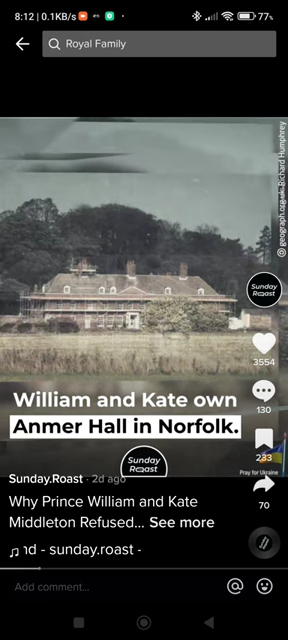 8:12 | 0.1KB/s
77%
Royal Family
© geograph.org.uk: Richard Humphrey
Sunday
Roast
3554
William and Kate own
130
Anmer Hall in Norfolk.
Sunday
Roast
233
Pray for Ukraine
Sunday.Roast · 2d ago
Why Prince William and Kate
Middleton Refused... See more
70
nd - sunday.roast -
Add comment...
@